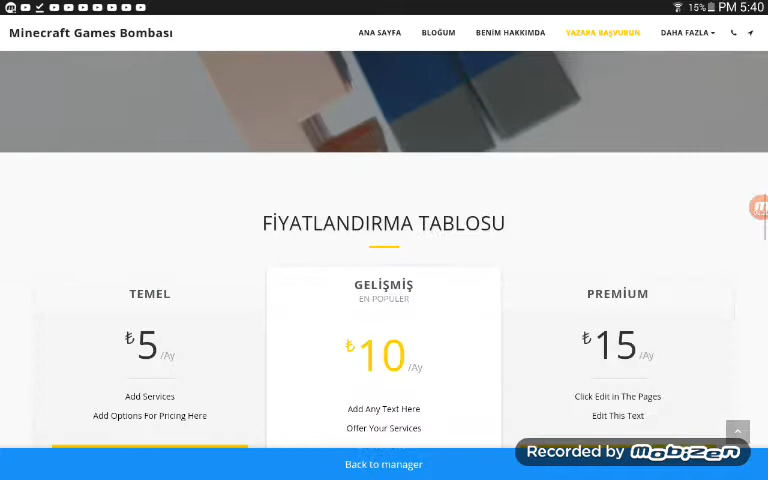 15% PM 5:40
Minecraft Games Bombası
ANA SAYFA BLOĞUM BENİM HAKKIMDA YAZARA BAŞVURUN DAHA FAZLA
FİYATLANDIRMA TABLOSU
TEMEL
₺5/Ay
Add Services
Add Options For Pricing Here
GELİŞMİŞ
EN POPÜLER
₺10/Ay
Add Any Text Here
Offer Your Services
PREMİUM
₺15/Ay
Click Edit in The Pages
Edit This Text
Recorded by mobizen
Back to manager